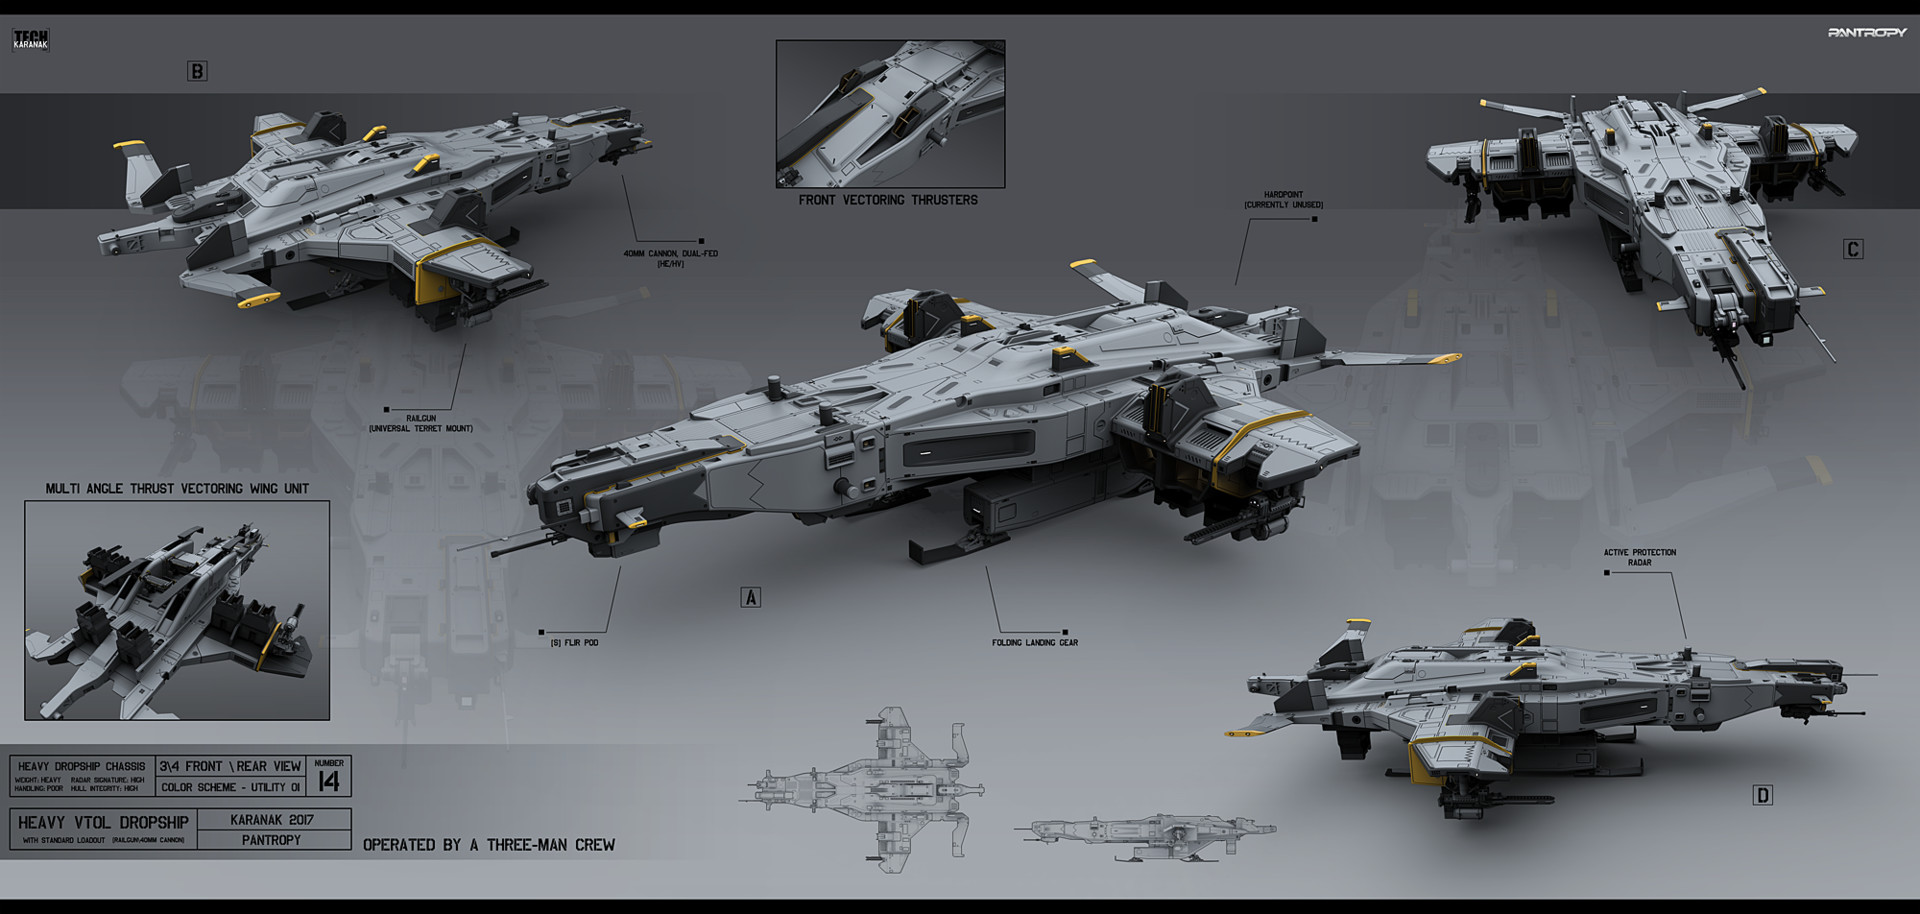 TECH
KARANAK
PANTROPY
B
FRONT VECTORING THRUSTERS
HARDPOINT
(CURRENTLY UNUSED)
C
40MM CANNON, DUAL-FED
(HE/HV)
RAILGUN
(UNIVERSAL TERRET MOUNT)
MULTI ANGLE THRUST VECTORING WING UNIT
A
(S) FLIR POD
FOLDING LANDING GEAR
ACTIVE PROTECTION
RADAR
D
HEAVY DROPSHIP CHASSIS
WEIGHT: HEAVY RADAR SIGNATURE: HIGH
HANDLING: POOR HULL INTEGRITY: HIGH
3\4 FRONT \ REAR VIEW
COLOR SCHEME - UTILITY 01
NUMBER
14
HEAVY VTOL DROPSHIP
WITH STANDARD LOADOUT (RAILGUN\40MM CANNON)
KARANAK 2017
PANTROPY
OPERATED BY A THREE-MAN CREW